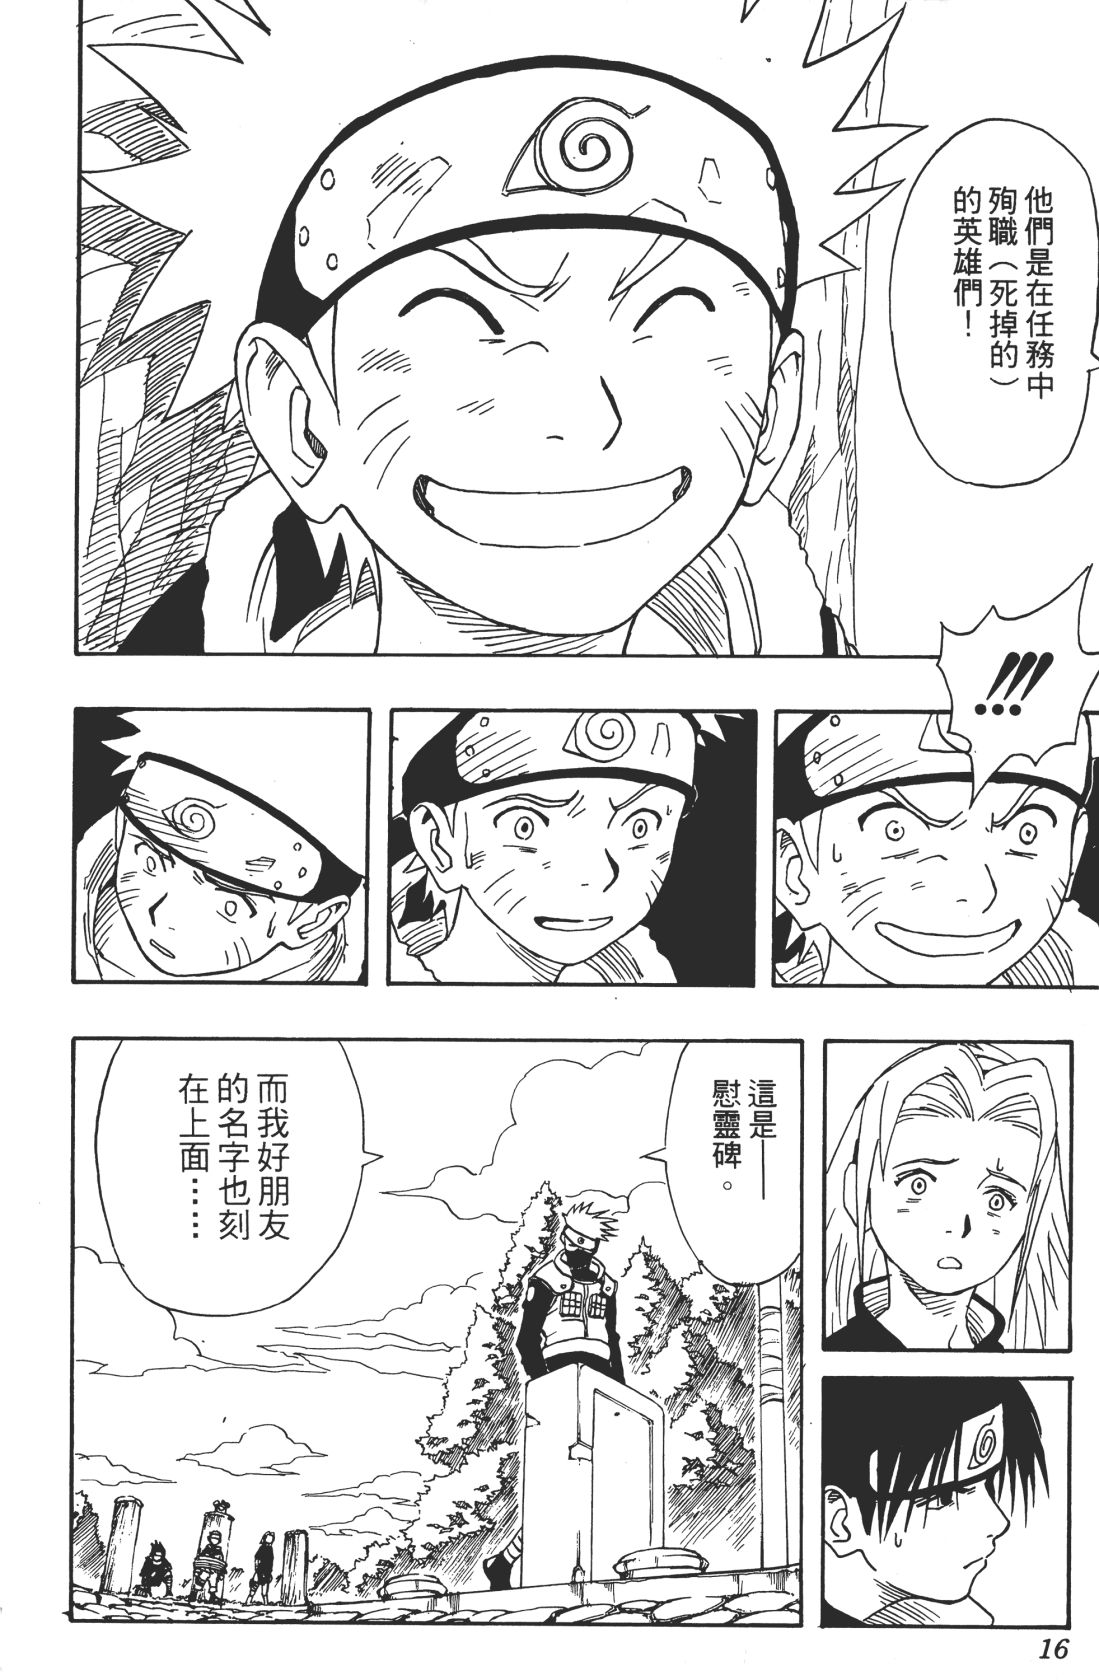 他們是在任務中
殉職（死掉的）
的英雄們！
!!!
這是──
慰靈碑。
而我好朋友
的名字也刻
在上面……
16